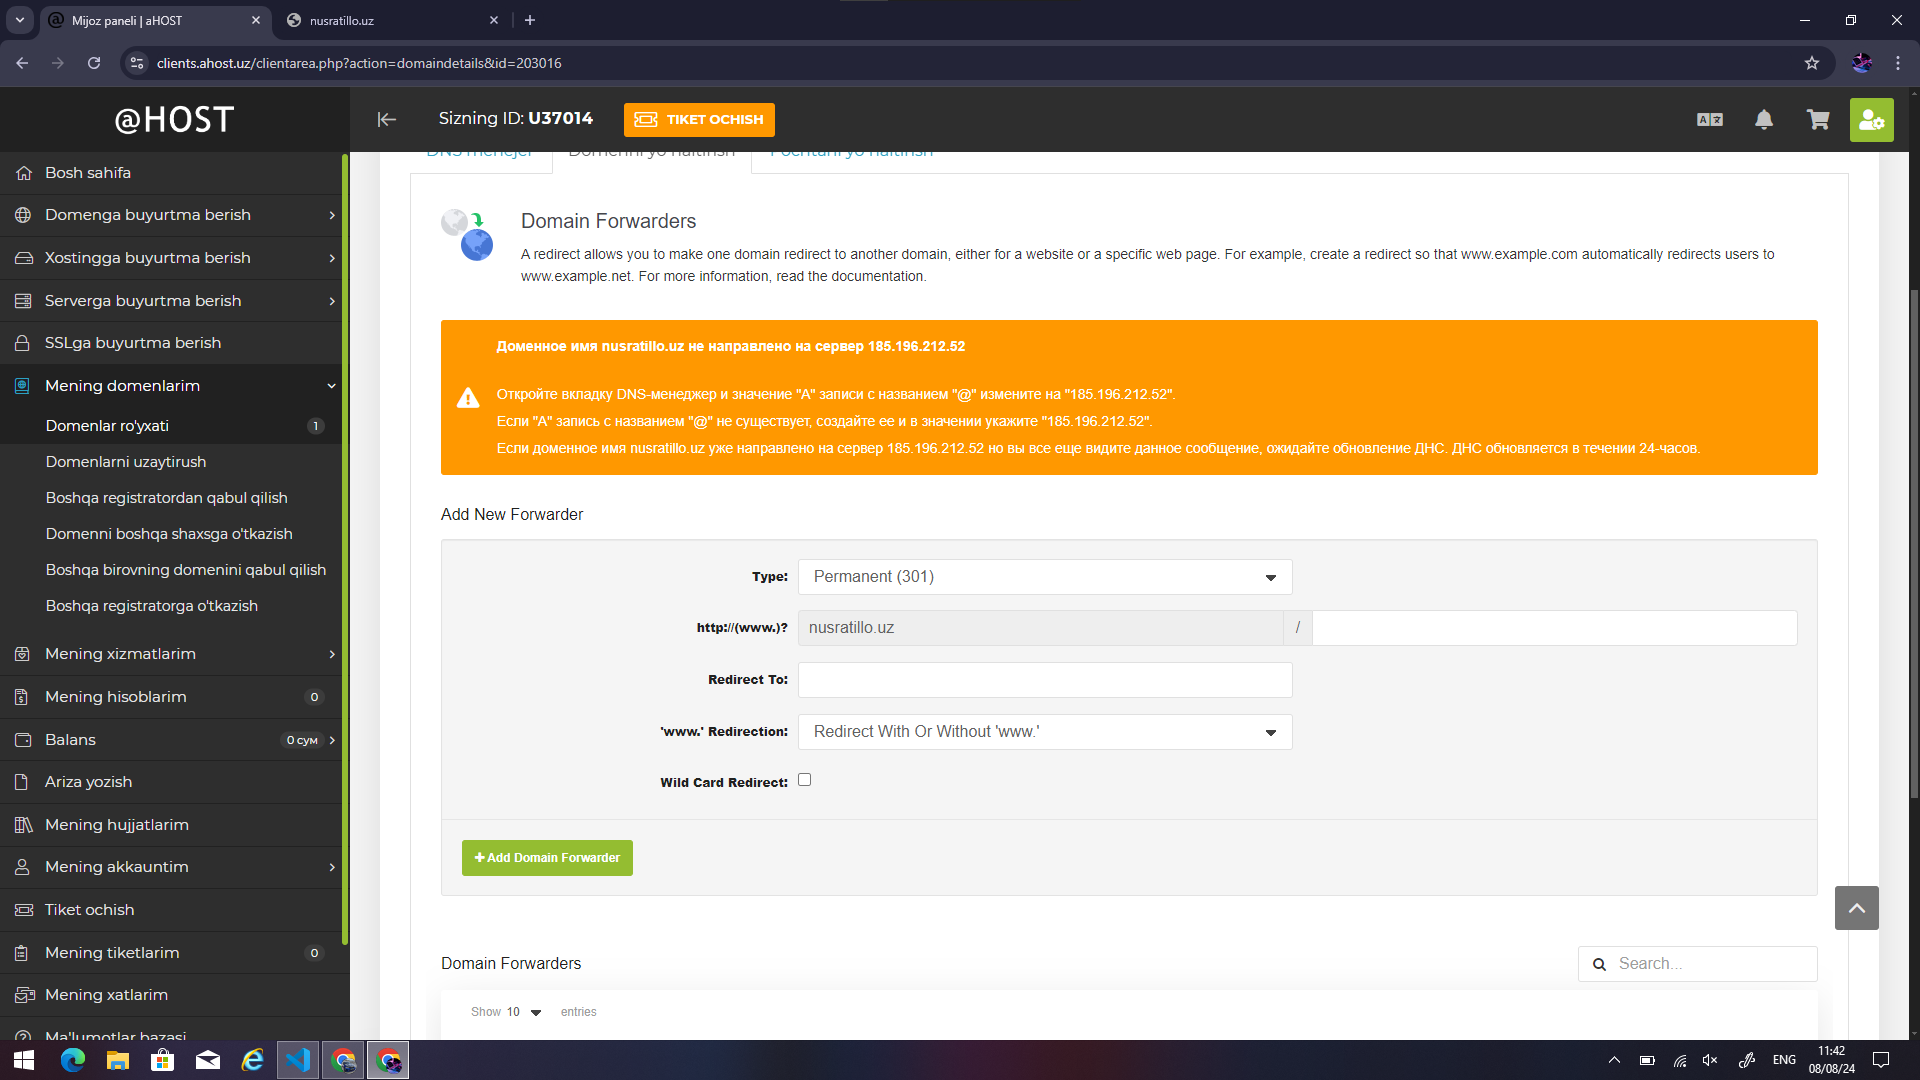 Mijoz paneli | aHOST
nusratillo.uz
clients.ahost.uz/clientarea.php?action=domaindetails&id=203016
@HOST
Sizning ID: U37014
TIKET OCHISH
Bosh sahifa
Domenga buyurtma berish
Xostingga buyurtma berish
Serverga buyurtma berish
SSLga buyurtma berish
Mening domenlarim
Domenlar ro'yxati
1
Domenlarni uzaytirush
Boshqa registratordan qabul qilish
Domenni boshqa shaxsga o'tkazish
Boshqa birovning domenini qabul qilish
Boshqa registratorga o'tkazish
Mening xizmatlarim
Mening hisoblarim
0
Balans
0 сум
Ariza yozish
Mening hujjatlarim
Mening akkauntim
Tiket ochish
Mening tiketlarim
0
Mening xatlarim
Ma'lumotlar bazasi
DNS menejer
Domenni yo'naltirish
Pochtani yo'naltirish
Domain Forwarders
A redirect allows you to make one domain redirect to another domain, either for a website or a specific web page. For example, create a redirect so that www.example.com automatically redirects users to
www.example.net. For more information, read the documentation.
Доменное имя nusratillo.uz не направлено на сервер 185.196.212.52
Откройте вкладку DNS-менеджер и значение "A" записи с названием "@" измените на "185.196.212.52".
Если "A" запись с названием "@" не существует, создайте ее и в значении укажите "185.196.212.52".
Если доменное имя nusratillo.uz уже направлено на сервер 185.196.212.52 но вы все еще видите данное сообщение, ожидайте обновление ДНС. ДНС обновляется в течении 24-часов.
Add New Forwarder
Type:
Permanent (301)
http://(www.)?
nusratillo.uz
/
Redirect To:
'www.' Redirection:
Redirect With Or Without 'www.'
Wild Card Redirect:
Add Domain Forwarder
Domain Forwarders
Search...
Show 10 entries
ENG
11:42
08/08/24